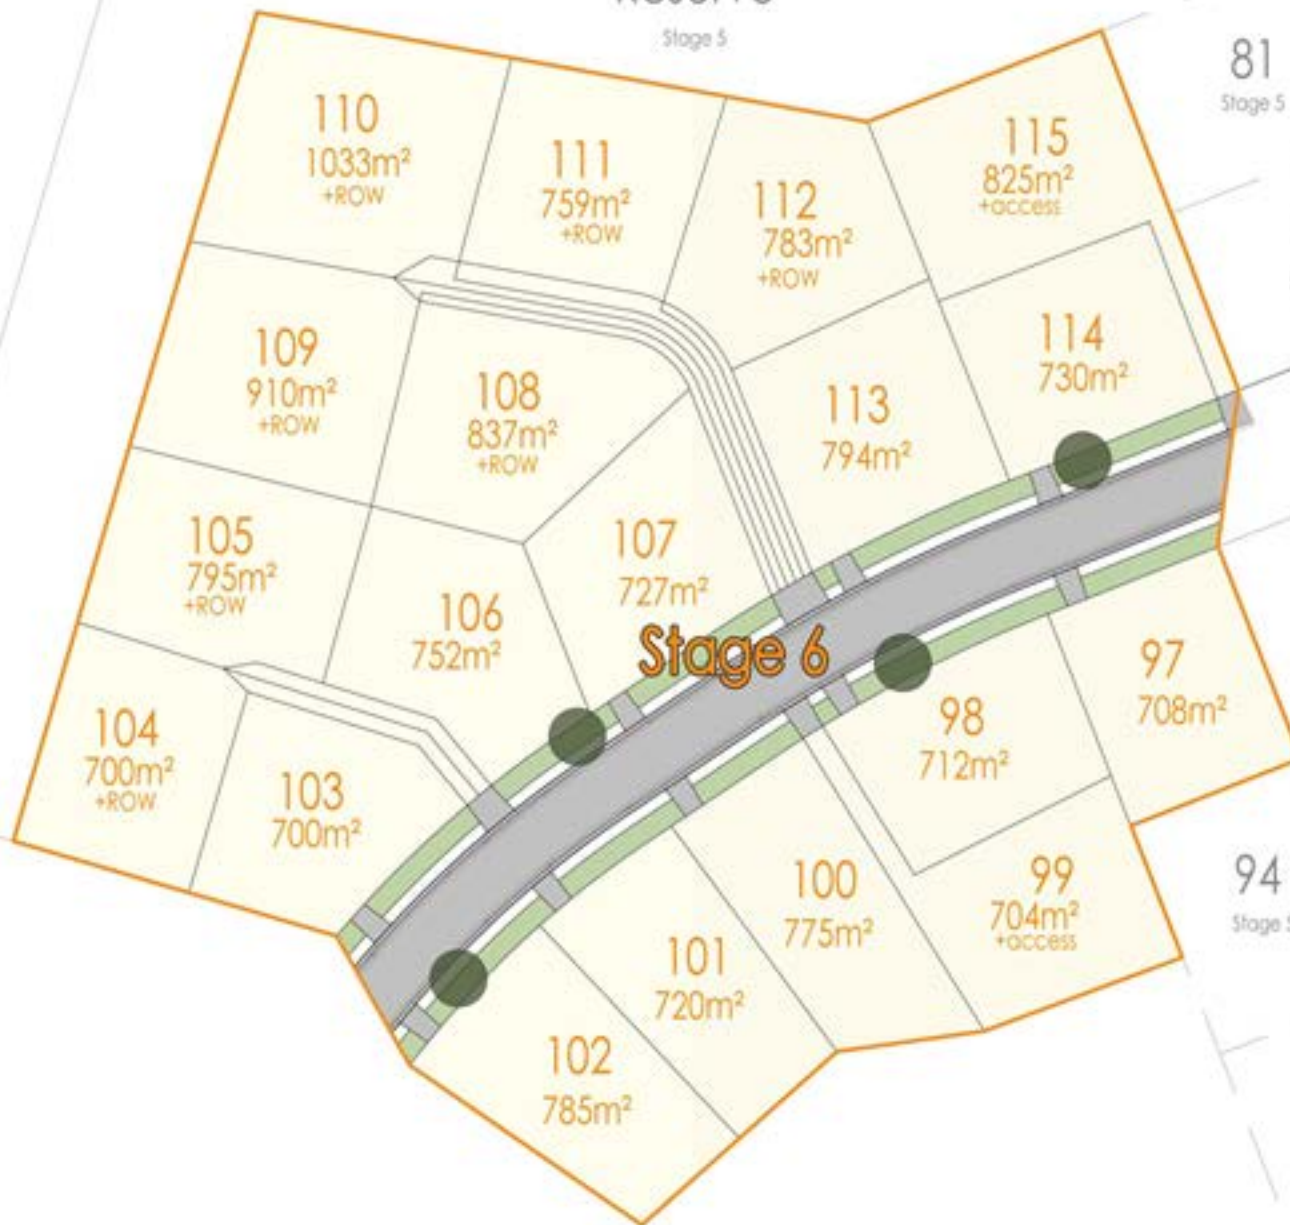 Stage 5
81
Stage 5
110
1033m²
+ROW
111
759m²
+ROW
112
783m²
+ROW
115
825m²
+access
109
910m²
+ROW
108
837m²
+ROW
113
794m²
114
730m²
105
795m²
+ROW
106
752m²
107
727m²
Stage 6
104
700m²
+ROW
103
700m²
98
712m²
97
708m²
100
775m²
99
704m²
+access
94
Stage 5
101
720m²
102
785m²